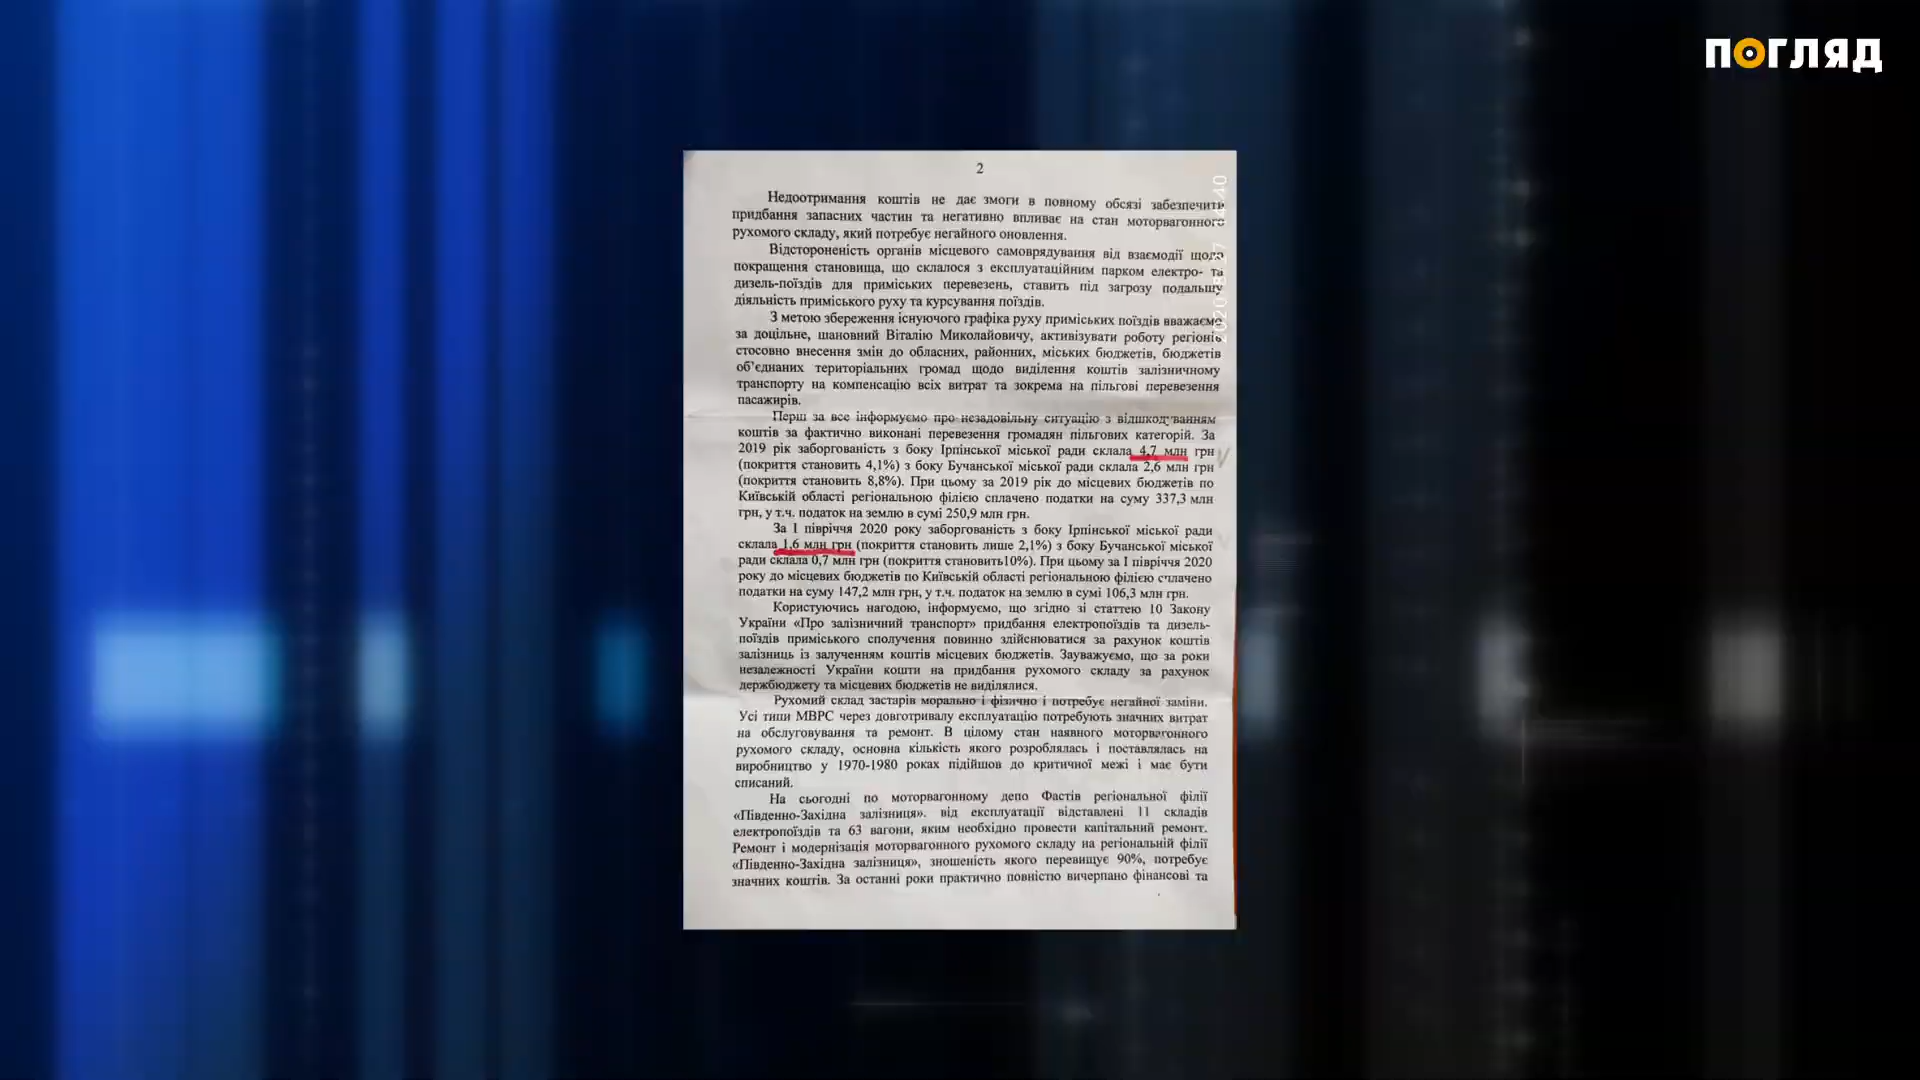 ПОГЛЯД
2
Недоотримання коштів не дає змоги в повному обсязі забезпечити
придбання запасних частин та негативно впливає на стан моторвагонного
рухомого складу, який потребує негайного оновлення.
Відстороненість органів місцевого самоврядування від взаємодії щодо
покращення становища, що склалося з експлуатаційним парком електро- та
дизель-поїздів для приміських перевезень, ставить під загрозу подальшу
діяльність приміського руху та курсування поїздів.
З метою збереження існуючого графіка руху приміських поїздів вважаємо
за доцільне, шановний Віталію Миколайовичу, активізувати роботу регіонів
стосовно внесення змін до обласних, районних, міських бюджетів, бюджетів
об’єднаних територіальних громад щодо виділення коштів залізничному
транспорту на компенсацію всіх витрат та зокрема на пільгові перевезення
пасажирів.
Перш за все інформуємо про незадовільну ситуацію з відшкодуванням
коштів за фактично виконані перевезення громадян пільгових категорій. За
2019 рік заборгованість з боку Ірпінської міської ради склала 4,7 млн грн
(покриття становить 4,1%) з боку Бучанської міської ради склала 2,6 млн грн
(покриття становить 8,8%). При цьому за 2019 рік до місцевих бюджетів по
Київській області регіональною філією сплачено податки на суму 337,3 млн
грн, у т.ч. податок на землю в сумі 250,9 млн грн.
За І півріччя 2020 року заборгованість з боку Ірпінської міської ради
склала 1,6 млн грн (покриття становить лише 2,1%) з боку Бучанської міської
ради склала 0,7 млн грн (покриття становить10%). При цьому за І півріччя 2020
року до місцевих бюджетів по Київській області регіональною філією сплачено
податки на суму 147,2 млн грн, у т.ч. податок на землю в сумі 106,3 млн грн.
Користуючись нагодою, інформуємо, що згідно зі статтею 10 Закону
України «Про залізничний транспорт» придбання електропоїздів та дизель-
поїздів приміського сполучення повинно здійснюватися за рахунок коштів
залізниць із залученням коштів місцевих бюджетів. Зауважуємо, що за роки
незалежності України кошти на придбання рухомого складу за рахунок
держбюджету та місцевих бюджетів не виділялися.
Рухомий склад застарів морально і фізично і потребує негайної заміни.
Усі типи МВРС через довготривалу експлуатацію потребують значних витрат
на обслуговування та ремонт. В цілому стан наявного моторвагонного
рухомого складу, основна кількість якого розроблялась і поставлялась на
виробництво у 1970-1980 роках підійшов до критичної межі і має бути
списаний.
На сьогодні по моторвагонному депо Фастів регіональної філії
«Південно-Західна залізниця». від експлуатації відставлені 11 складів
електропоїздів та 63 вагони, яким необхідно провести капітальний ремонт.
Ремонт і модернізація моторвагонного рухомого складу на регіональній філії
«Південно-Західна залізниця», зношеність якого перевищує 90%, потребує
значних коштів. За останні роки практично повністю вичерпано фінансові та